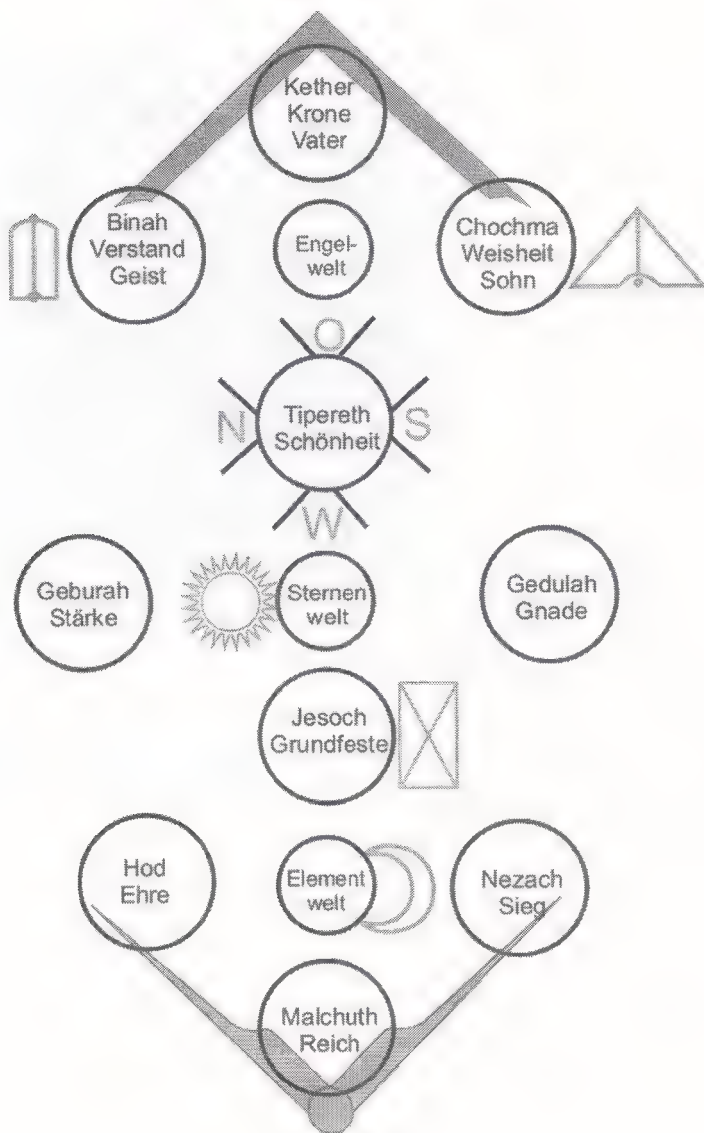 Kether
Krone
Vater
Binah
Verstand
Geist
Engel-
welt
Chochma
Weisheit
Sohn
O
N
Tipereth
Schönheit
S
W
Geburah
Stärke
Sternen
welt
Gedulah
Gnade
Jesoch
Grundfeste
Hod
Ehre
Element
welt
Nezach
Sieg
Malchuth
Reich